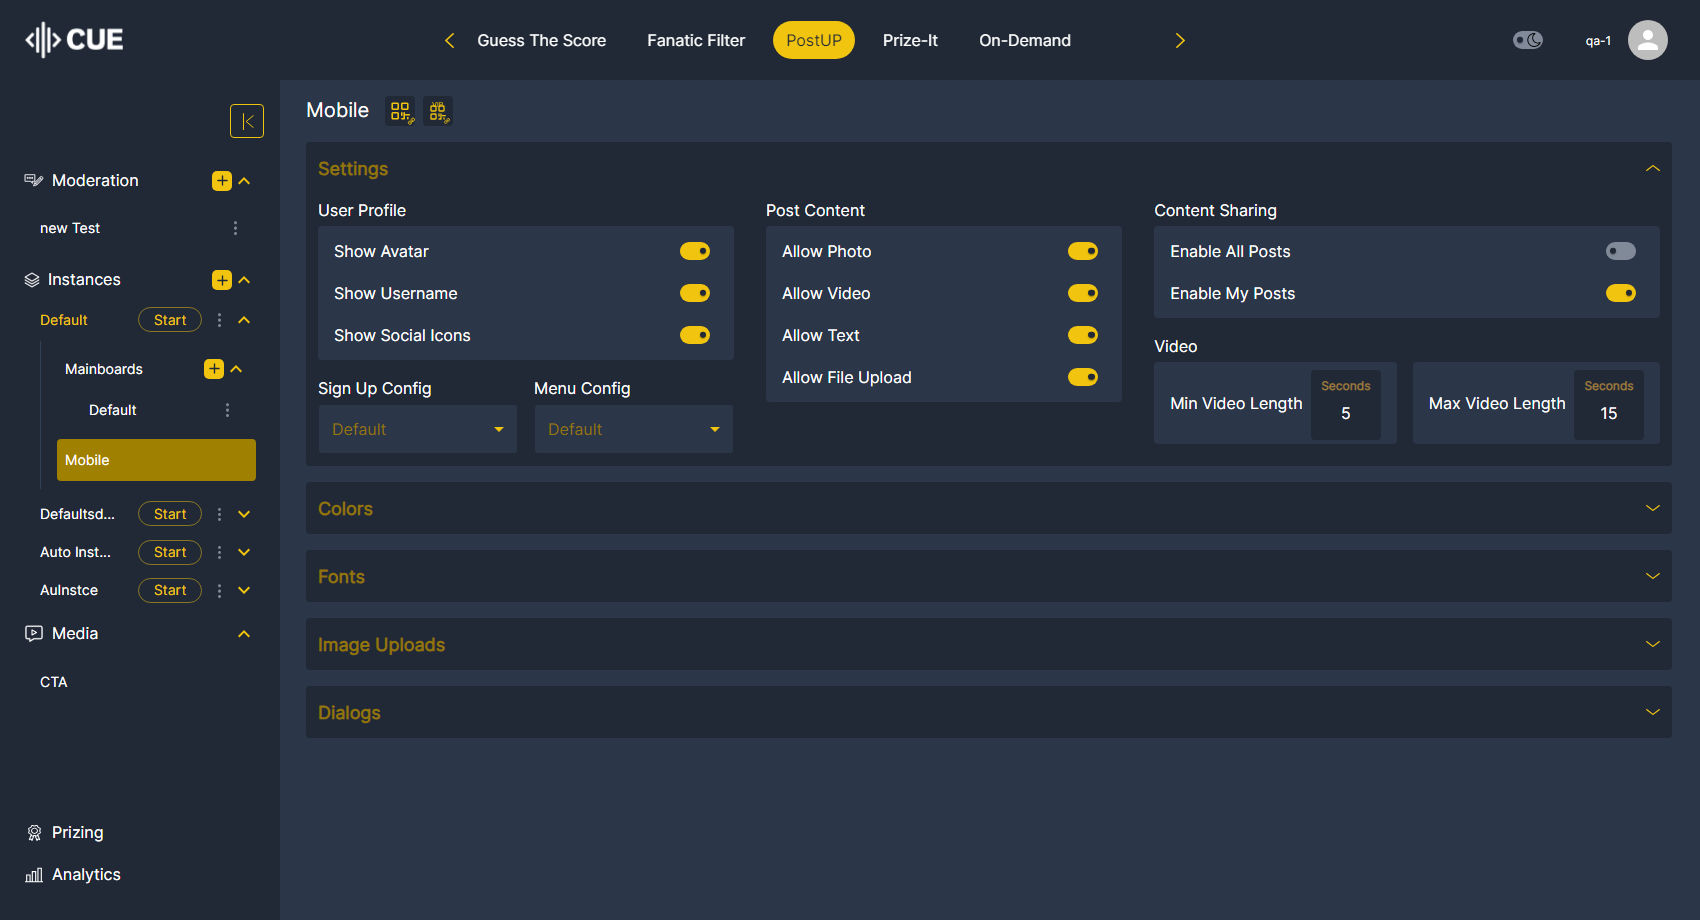 CUE
Guess The Score
Fanatic Filter
PostUP
Prize-It
On-Demand
qa-1
Moderation
new Test
Instances
Default
Start
Mainboards
Default
Mobile
Defaultsd...
Start
Auto Inst...
Start
AuInstce
Start
Media
CTA
Prizing
Analytics
Mobile
VIP
Settings
User Profile
Show Avatar
Show Username
Show Social Icons
Sign Up Config
Default
Menu Config
Default
Post Content
Allow Photo
Allow Video
Allow Text
Allow File Upload
Content Sharing
Enable All Posts
Enable My Posts
Video
Min Video Length
Seconds
5
Max Video Length
Seconds
15
Colors
Fonts
Image Uploads
Dialogs